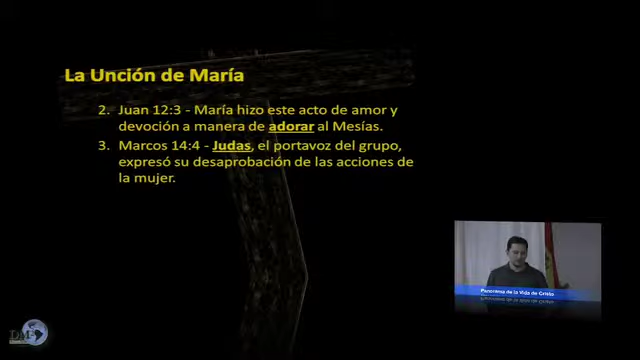 La Unción de María
2. Juan 12:3 - María hizo este acto de amor y
devoción a manera de adorar al Mesías.
3. Marcos 14:4 - Judas, el portavoz del grupo,
expresó su desaprobación de las acciones de
la mujer.
Panorama de la Vida de Cristo